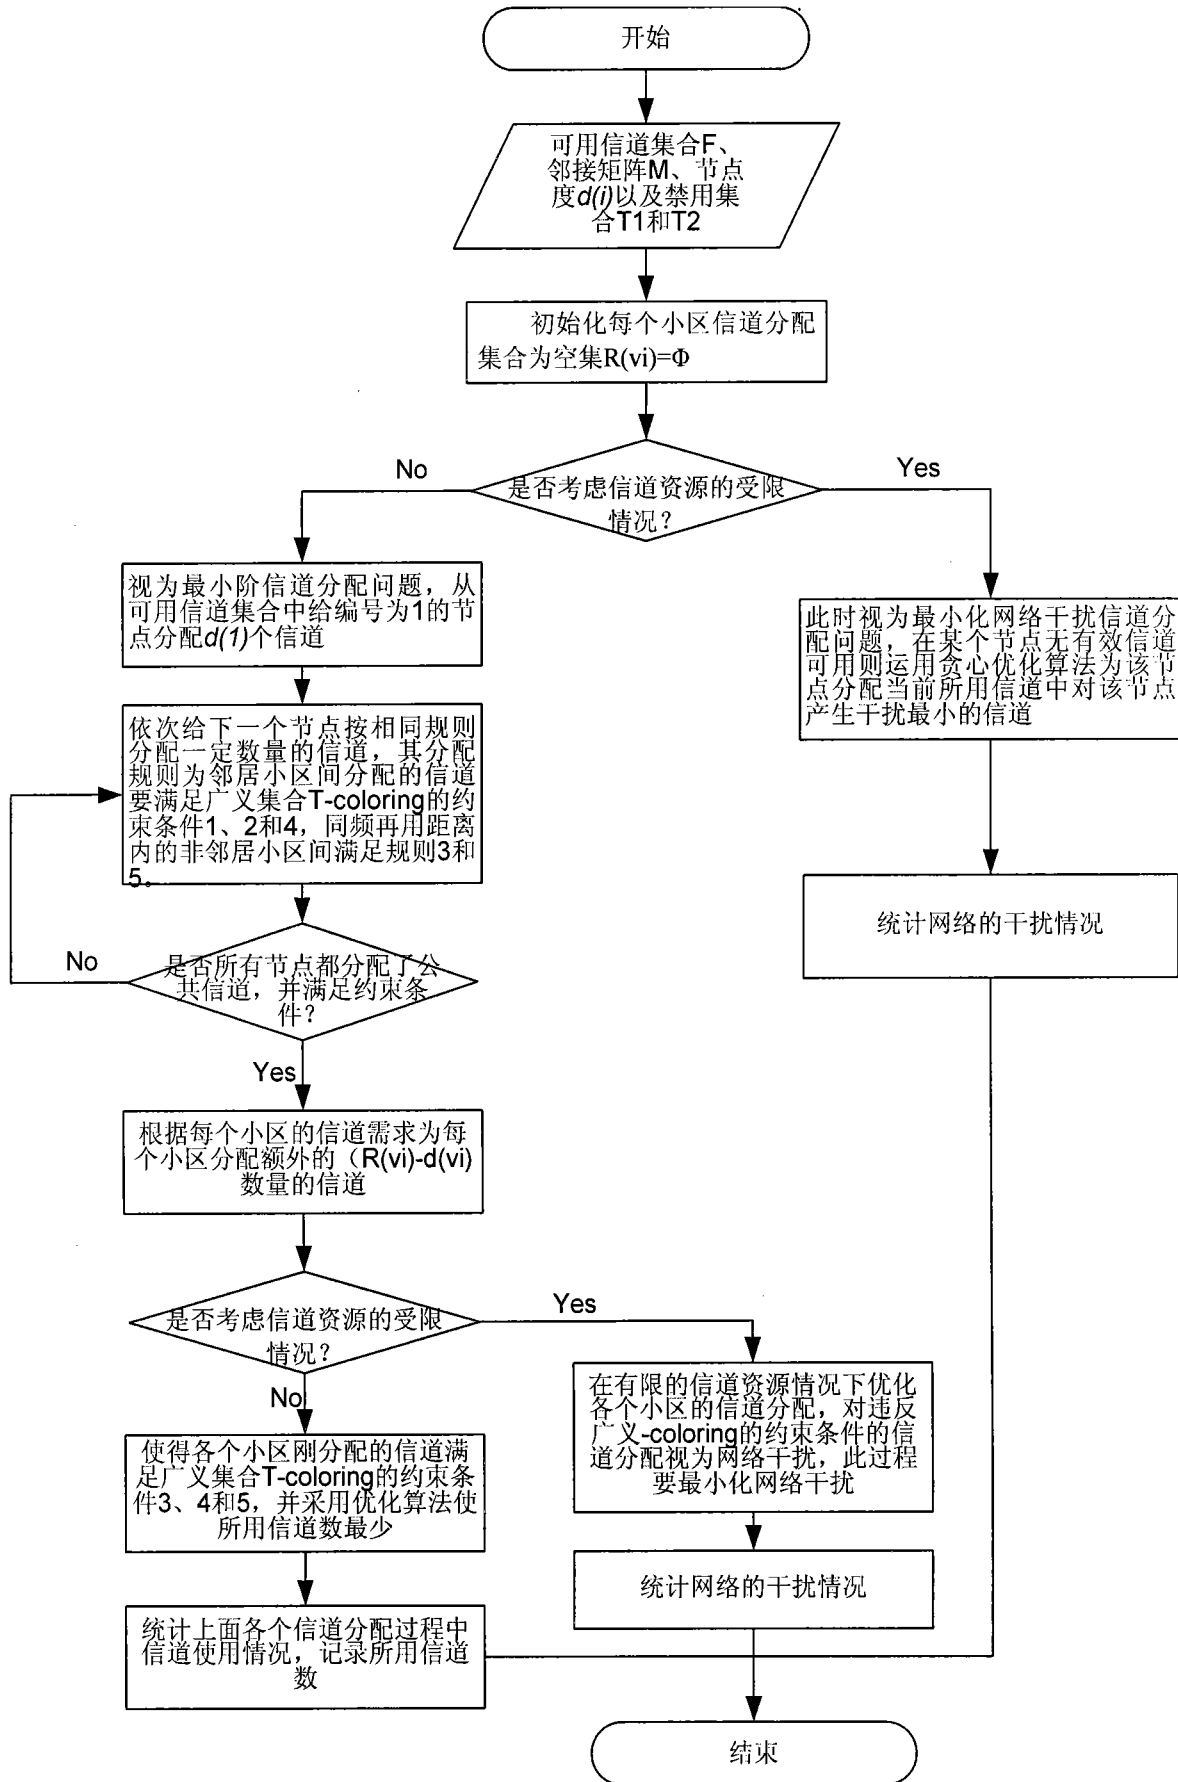 开始
可用信道集合F、
邻接矩阵M、节点
度d(i)以及禁用集
合T1和T2
初始化每个小区信道分配
集合为空集R(vi)=Φ
No
Yes
是否考虑信道资源的受限
情况?
视为最小阶信道分配问题，从
可用信道集合中给编号为1的节
点分配d(1)个信道
此时视为最小化网络干扰信道分
配问题，在某个节点无有效信道
可用则运用贪心优化算法为该节
点分配当前所用信道中对该节点
产生干扰最小的信道
依次给下一个节点按相同规则
分配一定数量的信道，其分配
规则为邻居小区间分配的信道
要满足广义集合T-coloring的约
束条件1、2和4，同频再用距离
内的非邻居小区间满足规则3和
5。
统计网络的干扰情况
No
是否所有节点都分配了公
共信道，并满足约束条
件?
Yes
根据每个小区的信道需求为每
个小区分配额外的（R(vi)-d(vi)
数量的信道
是否考虑信道资源的受限
情况?
Yes
No
在有限的信道资源情况下优化
各个小区的信道分配，对违反
广义-coloring的约束条件的信
道分配视为网络干扰，此过程
要最小化网络干扰
使得各个小区刚分配的信道满
足广义集合T-coloring的约束条
件3、4和5，并采用优化算法使
所用信道数最少
统计网络的干扰情况
统计上面各个信道分配过程中
信道使用情况，记录所用信道
数
结束